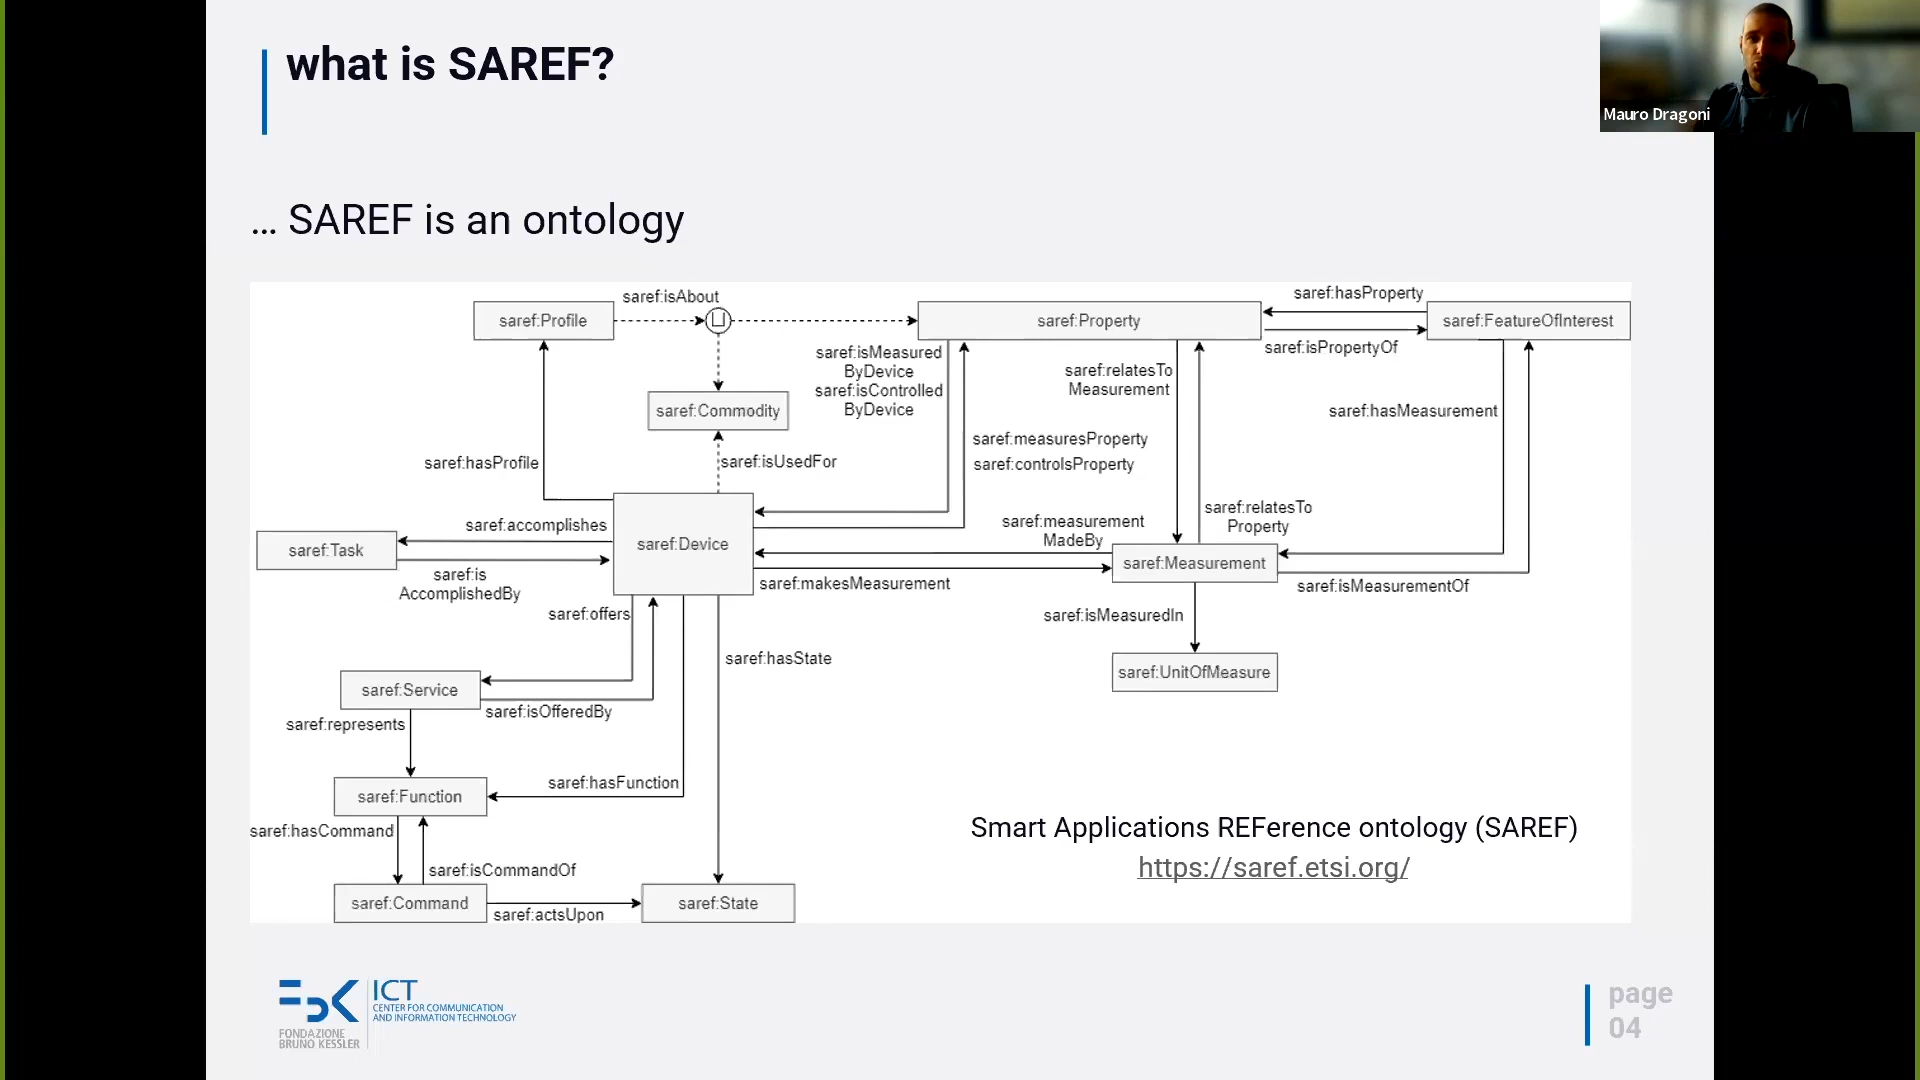 what is SAREF?
Mauro Dragoni
... SAREF is an ontology
saref:isAbout
saref:hasProperty
saref:Profile
saref:Property
saref:FeatureOfInterest
saref:isPropertyOf
saref:isMeasured
ByDevice
saref:isControlled
ByDevice
saref:relatesTo
Measurement
saref:Commodity
saref:hasMeasurement
saref:measuresProperty
saref:controlsProperty
saref:hasProfile
saref:isUsedFor
saref:relatesTo
Property
saref:accomplishes
saref:measurement
MadeBy
saref:Task
saref:Device
saref:Measurement
saref:is
AccomplishedBy
saref:makesMeasurement
saref:isMeasurementOf
saref:offers
saref:isMeasuredIn
saref:hasState
saref:UnitOfMeasure
saref:Service
saref:isOfferedBy
saref:represents
saref:hasFunction
saref:Function
saref:hasCommand
saref:isCommandOf
saref:Command
saref:actsUpon
saref:State
Smart Applications REFerence ontology (SAREF)
https://saref.etsi.org/
FBK
FONDAZIONE
BRUNO KESSLER
ICT
CENTER FOR COMMUNICATION
AND INFORMATION TECHNOLOGY
page
04